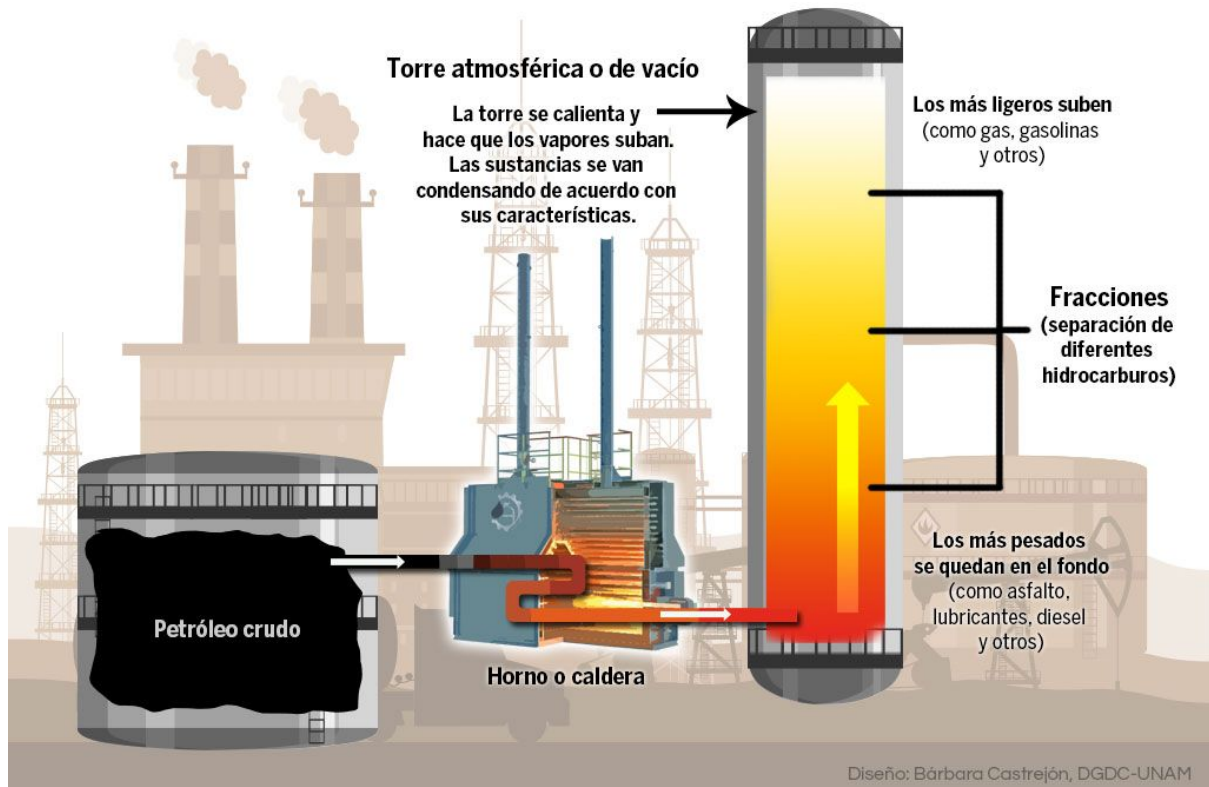 Torre atmosférica o de vacío
La torre se calienta y
hace que los vapores suban.
Las sustancias se van
condensando de acuerdo con
sus características.
Los más ligeros suben
(como gas, gasolinas
y otros)
Fracciones
(separación de
diferentes
hidrocarburos)
Los más pesados
se quedan en el fondo
(como asfalto,
lubricantes, diesel
y otros)
Petróleo crudo
Horno o caldera
Diseño: Bárbara Castrejón, DGDC-UNAM